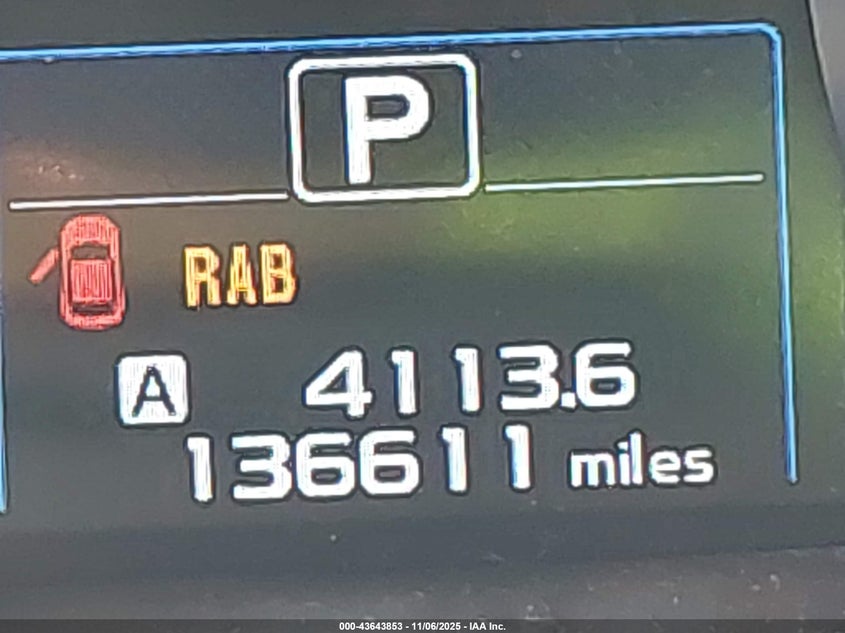 P
RAB
A 4113.6
136611 miles
000-43643853 - 11/06/2025 - IAA Inc.